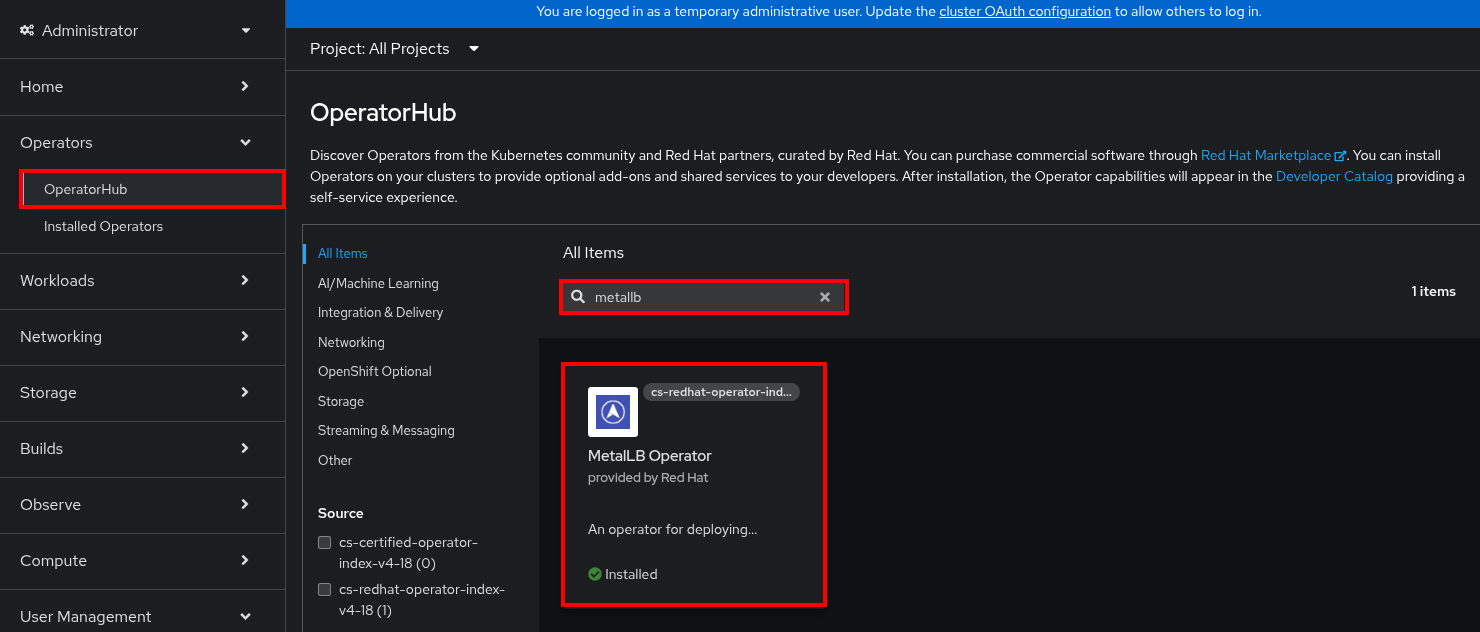 You are logged in as a temporary administrative user. Update the cluster OAuth configuration to allow others to log in.
Administrator
Home
Operators
OperatorHub
Installed Operators
Workloads
Networking
Storage
Builds
Observe
Compute
User Management
Project: All Projects
OperatorHub
Discover Operators from the Kubernetes community and Red Hat partners, curated by Red Hat. You can purchase commercial software through Red Hat Marketplace. You can install
Operators on your clusters to provide optional add-ons and shared services to your developers. After installation, the Operator capabilities will appear in the Developer Catalog providing a
self-service experience.
All Items
AI/Machine Learning
Integration & Delivery
Networking
OpenShift Optional
Storage
Streaming & Messaging
Other
Source
cs-certified-operator-
index-v4-18 (0)
cs-redhat-operator-index-
v4-18 (1)
All Items
metallb
1 items
cs-redhat-operator-ind...
MetalLB Operator
provided by Red Hat
An operator for deploying...
Installed